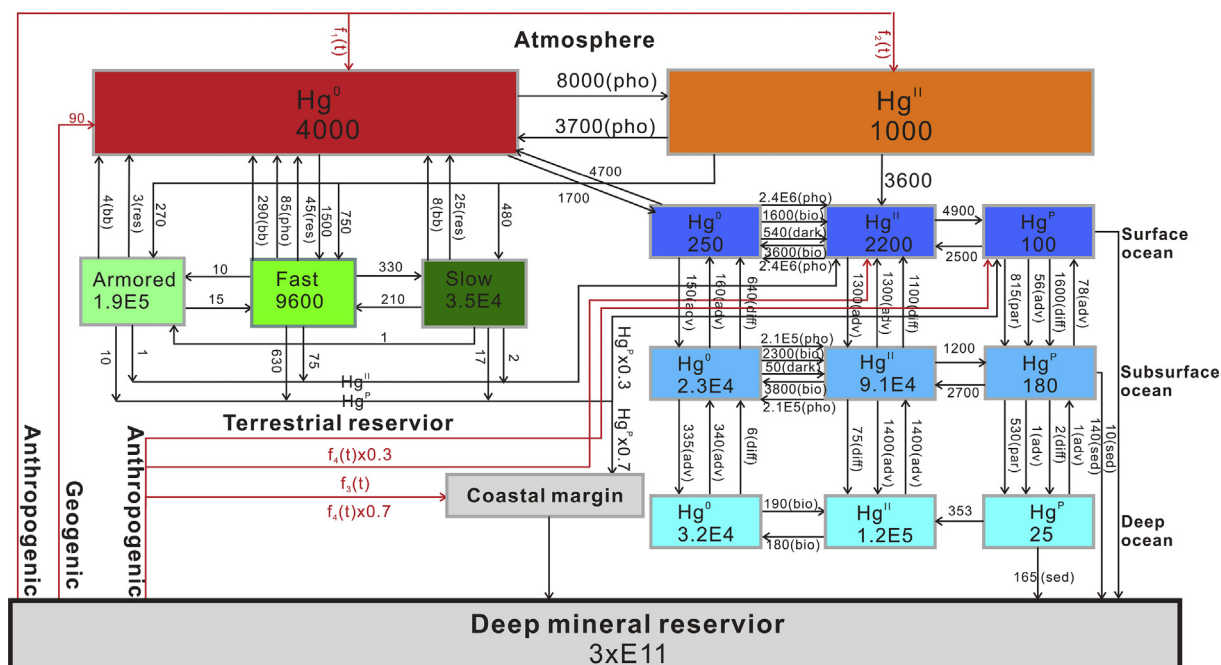 f₁(t)
f₂(t)
Atmosphere
Hg⁰
4000
8000(pho)
3700(pho)
Hgᴵᴵ
1000
90
4700
1700
3600
4(bb)
3(res)
270
290(bb)
85(pho)
45(res)
1500
750
8(bb)
25(res)
480
Armored
1.9E5
10
15
Fast
9600
330
210
Slow
3.5E4
1
10
1
630
75
17
2
Hgᴵᴵ
Hgᴾ
Hgᴾx0.3
Hgᴾx0.7
Terrestrial reservior
Hg⁰
250
2.4E6(pho)
1600(bio)
540(dark)
3600(bio)
2.4E6(pho)
Hgᴵᴵ
2200
4900
2500
Hgᴾ
100
Surface
ocean
150(adv)
160(adv)
640(diff)
1300(adv)
1300(adv)
1100(diff)
815(par)
56(adv)
1600(diff)
78(adv)
Hg⁰
2.3E4
2.1E5(pho)
2300(bio)
50(dark)
3800(bio)
2.1E5(pho)
Hgᴵᴵ
9.1E4
1200
2700
Hgᴾ
180
Subsurface
ocean
335(adv)
340(adv)
6(diff)
75(diff)
1400(adv)
1400(adv)
530(par)
1(adv)
2(diff)
1(adv)
140(sed)
10(sed)
Hg⁰
3.2E4
190(bio)
180(bio)
Hgᴵᴵ
1.2E5
353
Hgᴾ
25
Deep
ocean
165(sed)
Anthropogenic
Geogenic
Anthropogenic
f₄(t)x0.3
f₃(t)
f₄(t)x0.7
Coastal margin
Deep mineral reservior
3xE11